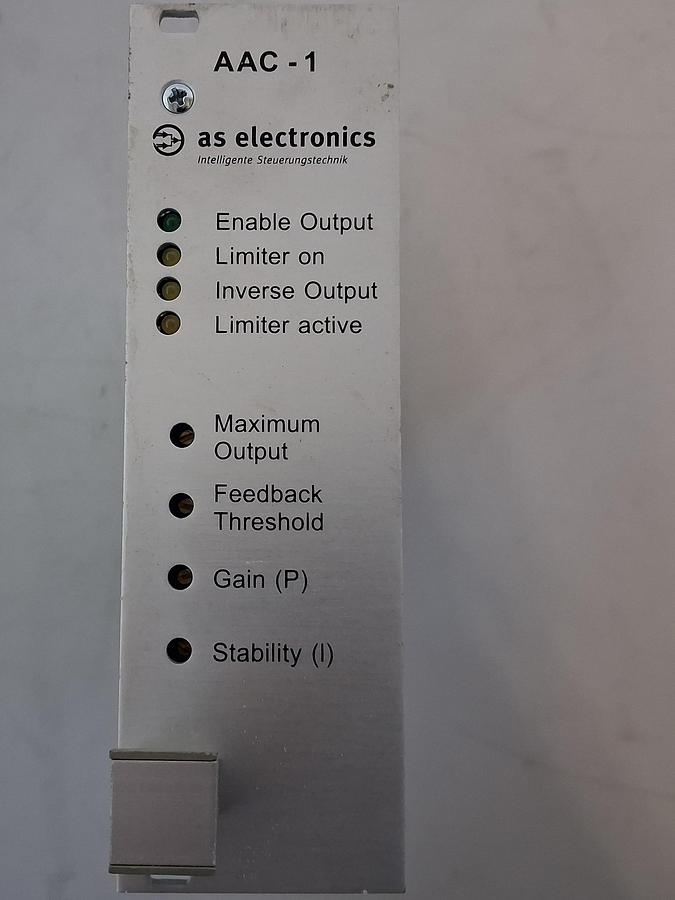 AAC - 1
as electronics
Intelligente Steuerungstechnik
Enable Output
Limiter on
Inverse Output
Limiter active
Maximum
Output
Feedback
Threshold
Gain (P)
Stability (I)